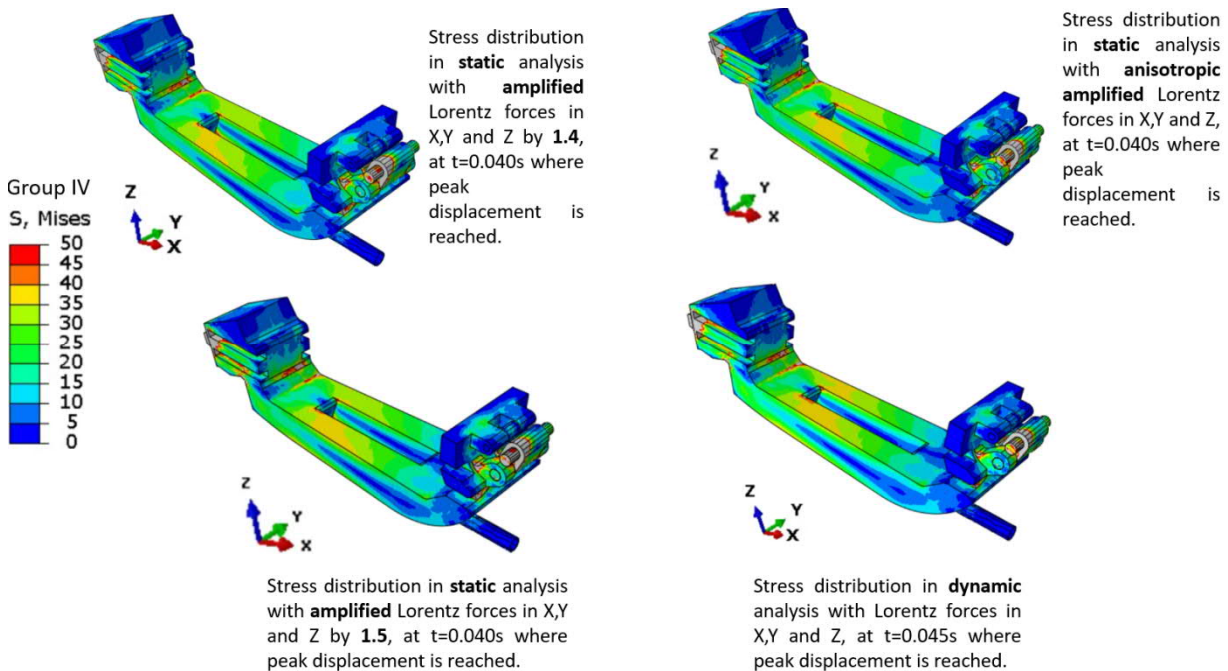 Stress distribution
in static analysis
with amplified
Lorentz forces in
X,Y and Z by 1.4,
at t=0.040s where
peak
displacement is
reached.
Stress distribution
in static analysis
with anisotropic
amplified Lorentz
forces in X,Y and Z,
at t=0.040s where
peak
displacement is
reached.
Group IV
S, Mises
50
45
40
35
30
25
20
15
10
5
0
Z
Y
X
Z
Y
X
Z
Y
X
Z
Y
X
Stress distribution in static analysis
with amplified Lorentz forces in X,Y
and Z by 1.5, at t=0.040s where
peak displacement is reached.
Stress distribution in dynamic
analysis with Lorentz forces in
X,Y and Z, at t=0.045s where
peak displacement is reached.